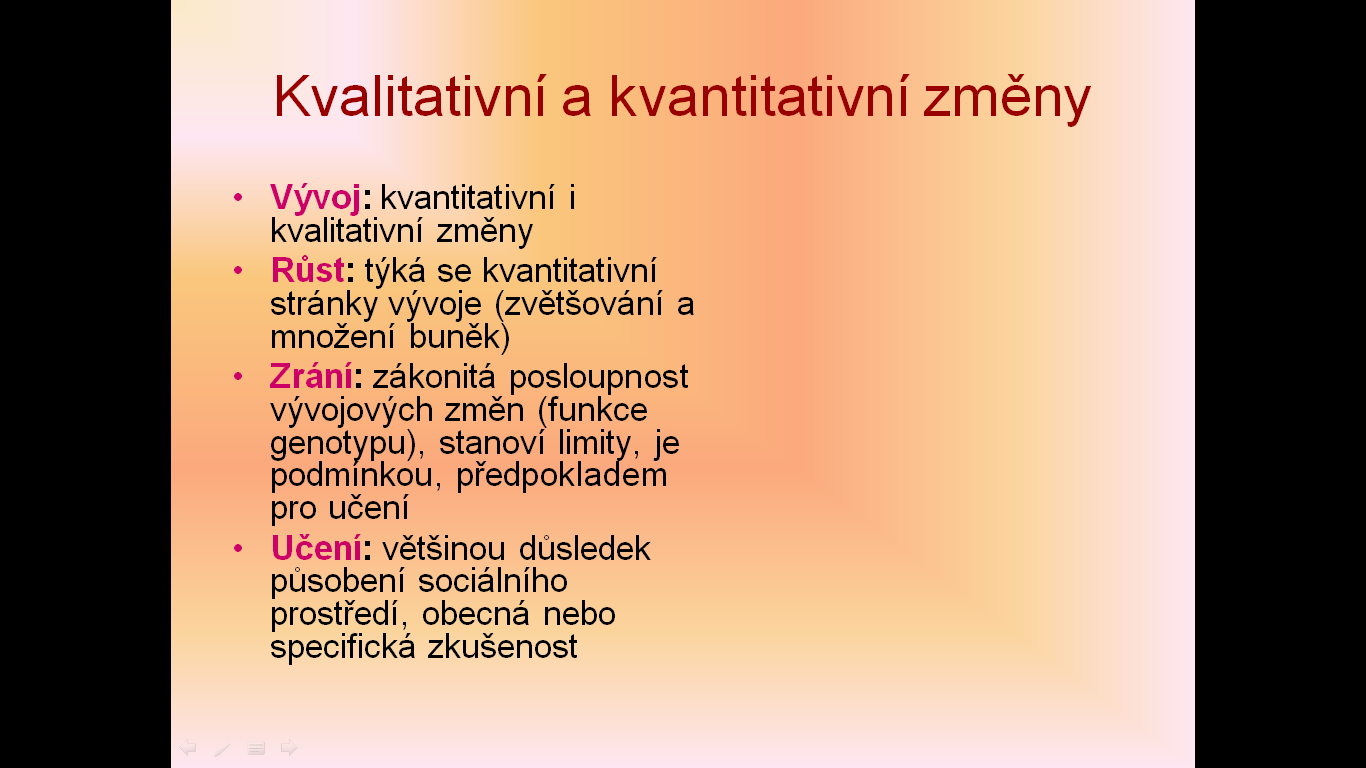 Kvalitativní a kvantitativní změny
• Vývoj: kvantitativní i
kvalitativní změny
• Růst: týká se kvantitativní
stránky vývoje (zvětšování a
množení buněk)
• Zrání: zákonitá posloupnost
vývojových změn (funkce
genotypu), stanoví limity, je
podmínkou, předpokladem
pro učení
• Učení: většinou důsledek
působení sociálního
prostředí, obecná nebo
specifická zkušenost